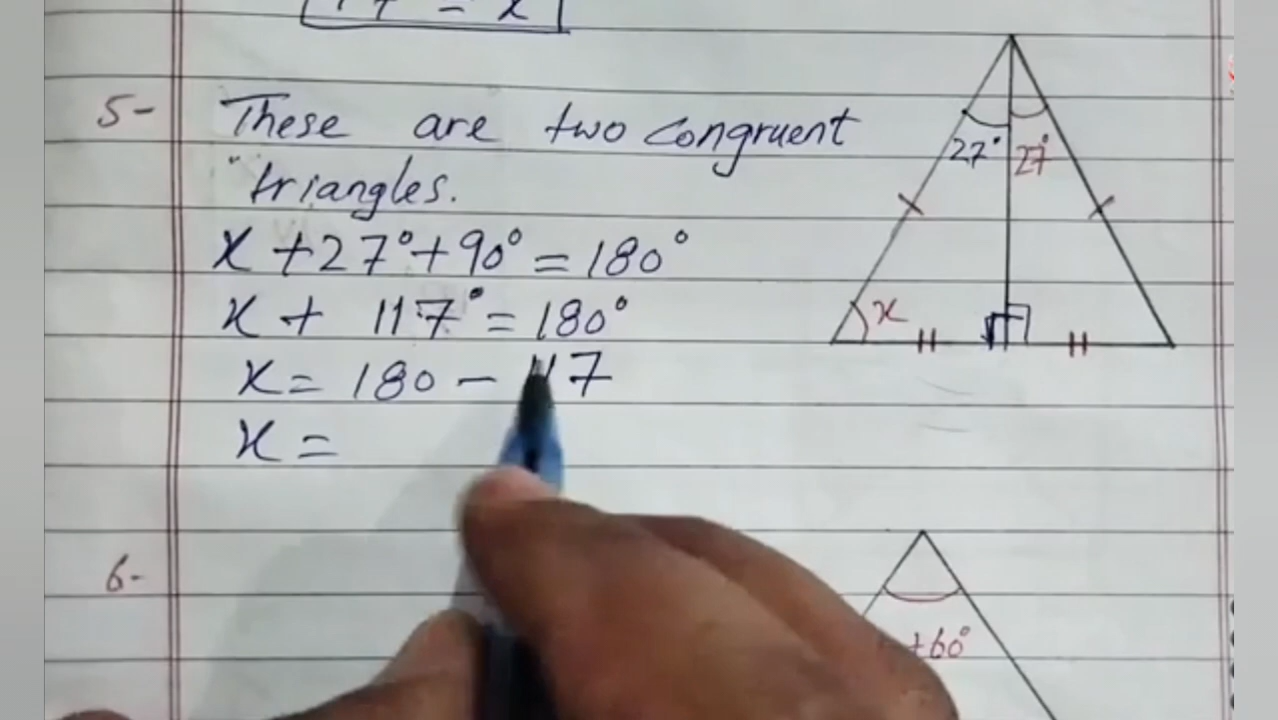 5- These are two congruent
triangles.
x + 27° + 90° = 180°
x + 117° = 180°
x = 180 - 117
x =
27° 27°
x
6-
+60°